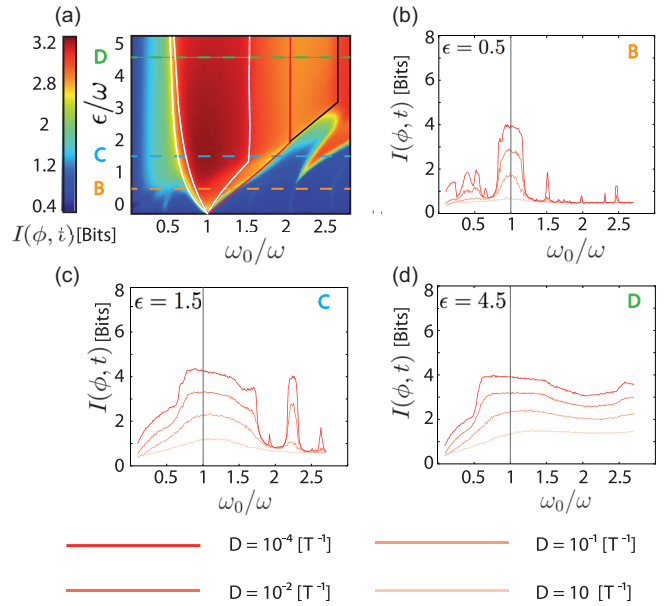 (a)
3.2
2.8
2
1.2
0.4
I(ϕ, t) [Bits]
D
C
B
ϵ/ω
5
4
3
2
1
0
0.5 1 1.5 2 2.5
ω₀/ω
(b)
ϵ = 0.5
B
I(ϕ, t) [Bits]
8
6
4
2
0
0.5 1 1.5 2 2.5
ω₀/ω
(c)
ϵ = 1.5
C
I(ϕ, t) [Bits]
8
6
4
2
0
0.5 1 1.5 2 2.5
ω₀/ω
(d)
ϵ = 4.5
D
I(ϕ, t) [Bits]
8
6
4
2
0
0.5 1 1.5 2 2.5
ω₀/ω
D = 10⁻⁴ [T⁻¹]
D = 10⁻¹ [T⁻¹]
D = 10⁻² [T⁻¹]
D = 10 [T⁻¹]